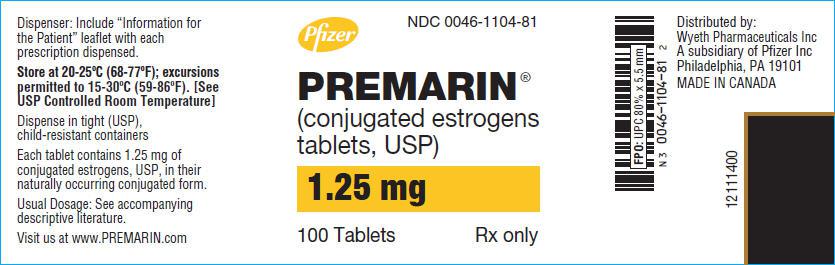 Dispenser: Include “Information for
the Patient” leaflet with each
prescription dispensed.
Store at 20-25°C (68-77°F); excursions
permitted to 15-30°C (59-86°F). [See
USP Controlled Room Temperature]
Dispense in tight (USP),
child-resistant containers
Each tablet contains 1.25 mg of
conjugated estrogens, USP, in their
naturally occurring conjugated form.
Usual Dosage: See accompanying
descriptive literature.
Visit us at www.PREMARIN.com
Pfizer
NDC 0046-1104-81
PREMARIN®
(conjugated estrogens
tablets, USP)
1.25 mg
100 Tablets Rx only
FPO: UPC 80% x 5.5 mm
N 3 0046-1104-81 2
Distributed by:
Wyeth Pharmaceuticals Inc
A subsidiary of Pfizer Inc
Philadelphia, PA 19101
MADE IN CANADA
12111400